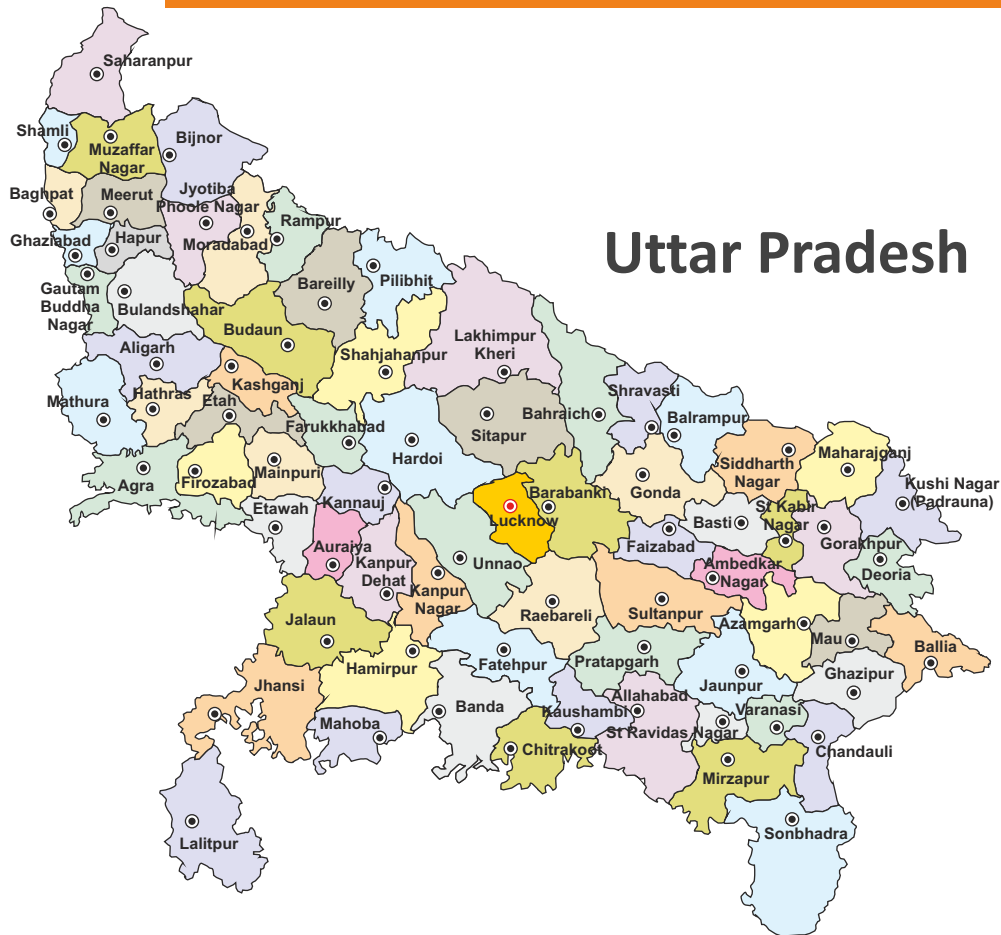 Saharanpur
Shamli
Muzaffar
Nagar
Bijnor
Baghpat
Meerut
Jyotiba
Phoole Nagar
Rampur
Ghaziabad
Hapur
Moradabad
Uttar Pradesh
Gautam
Buddha
Nagar
Bulandshahar
Bareilly
Pilibhit
Budaun
Aligarh
Shahjahanpur
Lakhimpur
Kheri
Kashganj
Mathura
Hathras
Etah
Farukkhabad
Sitapur
Bahraich
Shravasti
Balrampur
Agra
Firozabad
Mainpuri
Hardoi
Siddharth
Nagar
Maharajganj
Kannauj
Gonda
Kushi Nagar
(Padrauna)
Etawah
Lucknow
Barabanki
Basti
St Kabir
Nagar
Auraiya
Kanpur
Dehat
Kanpur
Nagar
Unnao
Faizabad
Ambedkar
Nagar
Gorakhpur
Deoria
Jalaun
Raebareli
Sultanpur
Azamgarh
Mau
Ballia
Hamirpur
Fatehpur
Pratapgarh
Jaunpur
Ghazipur
Jhansi
Mahoba
Banda
Kaushambi
Allahabad
Varanasi
St Ravidas Nagar
Chandauli
Chitrakoot
Mirzapur
Lalitpur
Sonbhadra